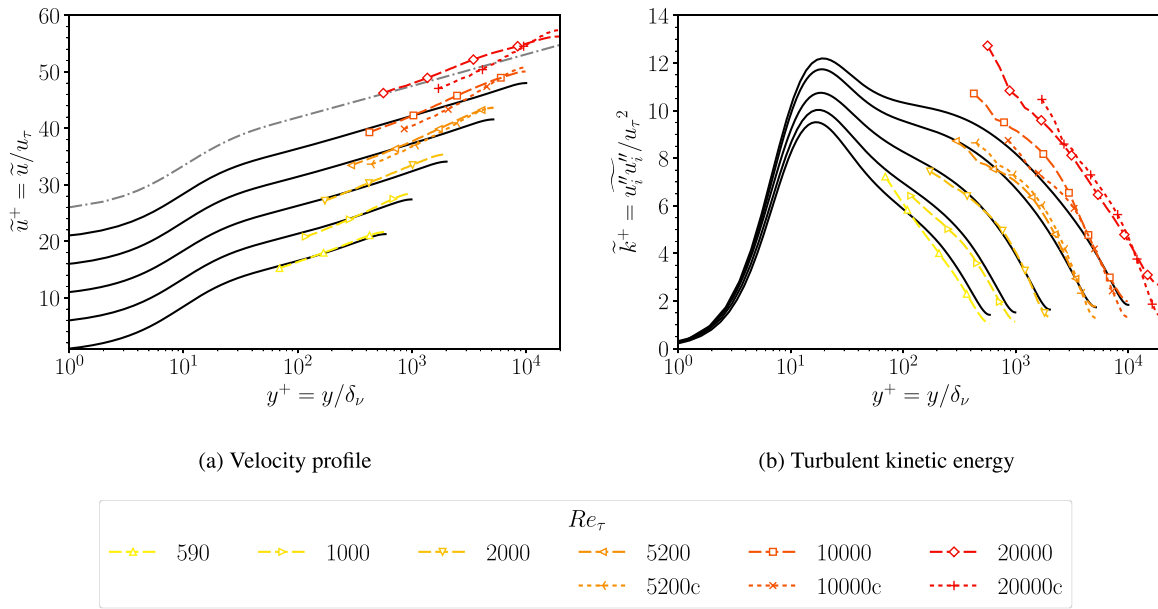 60
50
40
30
20
10
10⁰ 10¹ 10² 10³ 10⁴
ũ⁺ = ũ/u_τ
y⁺ = y/δ_ν
(a) Velocity profile
14
12
10
8
6
4
2
0
10⁰ 10¹ 10² 10³ 10⁴
k̃⁺ = \widetilde{u_i''u_i''}/u_τ²
y⁺ = y/δ_ν
(b) Turbulent kinetic energy
Re_τ
590 1000 2000 5200 10000 20000
5200c 10000c 20000c